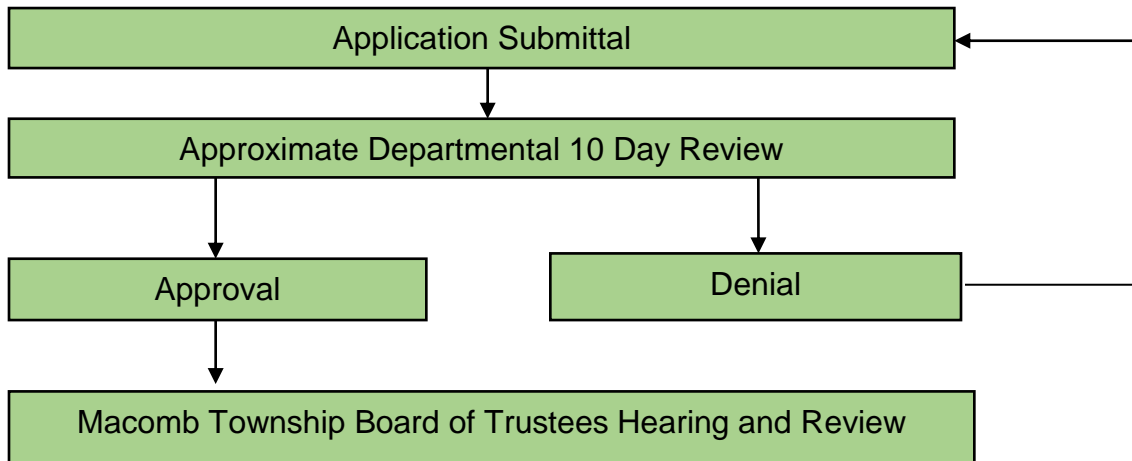 Application Submittal
Approximate Departmental 10 Day Review
Approval
Denial
Macomb Township Board of Trustees Hearing and Review